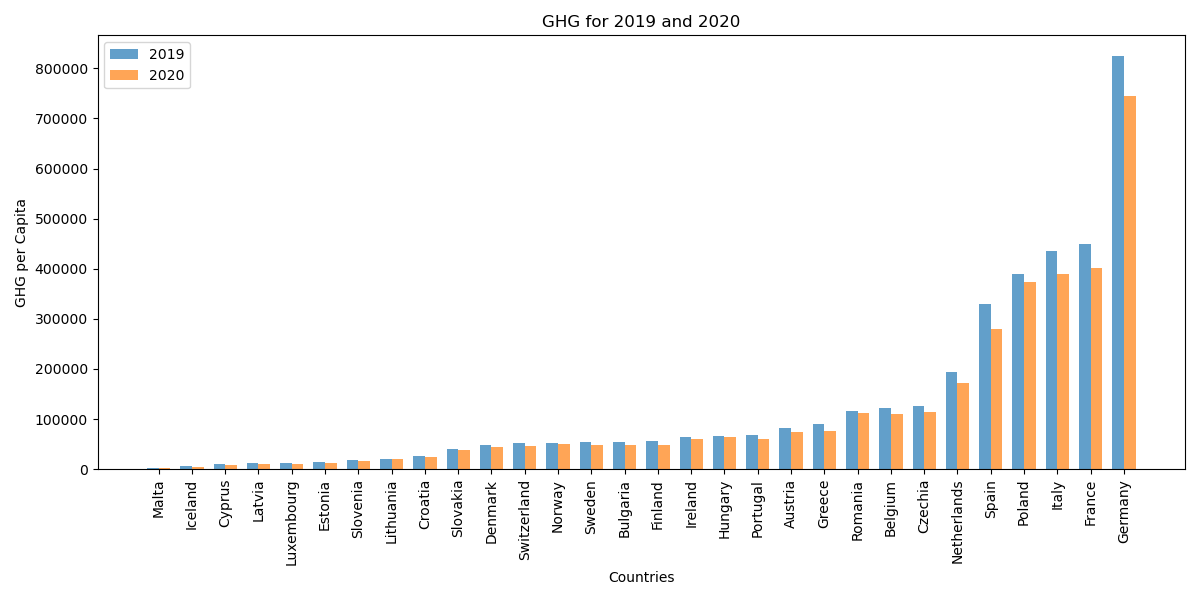 GHG for 2019 and 2020
2019
2020
GHG per Capita
800000
700000
600000
500000
400000
300000
200000
100000
0
Malta
Iceland
Cyprus
Latvia
Luxembourg
Estonia
Slovenia
Lithuania
Croatia
Slovakia
Denmark
Switzerland
Norway
Sweden
Bulgaria
Finland
Ireland
Hungary
Portugal
Austria
Greece
Romania
Belgium
Czechia
Netherlands
Spain
Poland
Italy
France
Germany
Countries